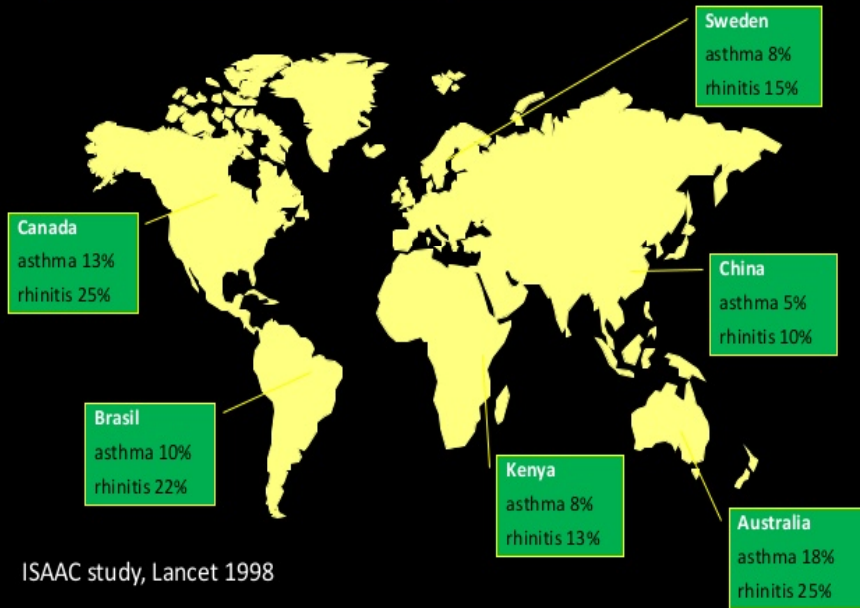 Sweden
asthma 8%
rhinitis 15%
Canada
asthma 13%
rhinitis 25%
China
asthma 5%
rhinitis 10%
Brasil
asthma 10%
rhinitis 22%
Kenya
asthma 8%
rhinitis 13%
Australia
asthma 18%
rhinitis 25%
ISAAC study, Lancet 1998